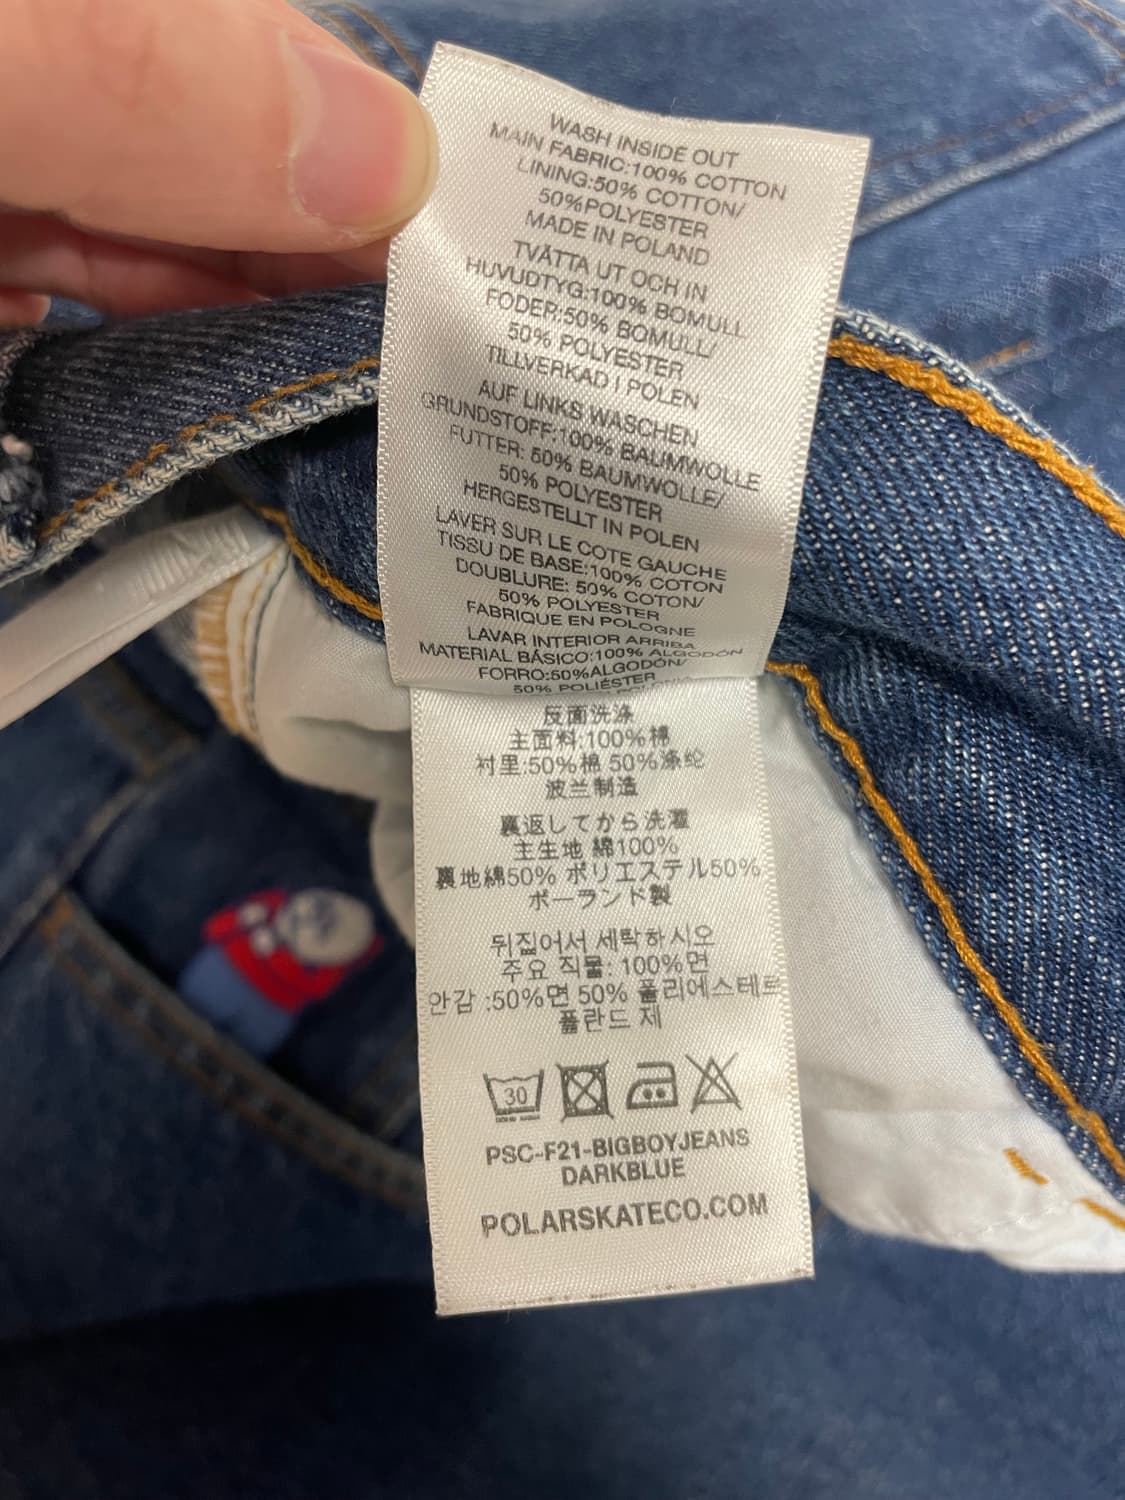 WASH INSIDE OUT
MAIN FABRIC:100% COTTON
LINING:50% COTTON/
50%POLYESTER
MADE IN POLAND
TVÄTTA UT OCH IN
HUVUDTYG:100% BOMULL
FODER:50% BOMULL/
50% POLYESTER
TILLVERKAD I POLEN
AUF LINKS WASCHEN
GRUNDSTOFF:100% BAUMWOLLE
FUTTER: 50% BAUMWOLLE/
50% POLYESTER
HERGESTELLT IN POLEN
LAVER SUR LE COTE GAUCHE
TISSU DE BASE:100% COTON
DOUBLURE: 50% COTON/
50% POLYESTER
FABRIQUE EN POLOGNE
LAVAR INTERIOR ARRIBA
MATERIAL BÁSICO:100% ALGODÓN
FORRO:50%ALGODÓN/
50% POLIÉSTER
反面洗涤
主面料:100%棉
衬里:50%棉 50%涤纶
波兰制造
裏返してから洗濯
主生地 綿100%
裏地綿50% ポリエステル50%
ポーランド製
뒤집어서 세탁하시오
주요 직물: 100%면
안감 :50%면 50% 폴리에스테르
폴란드 제
30
PSC-F21-BIGBOYJEANS
DARKBLUE
POLARSKATECO.COM